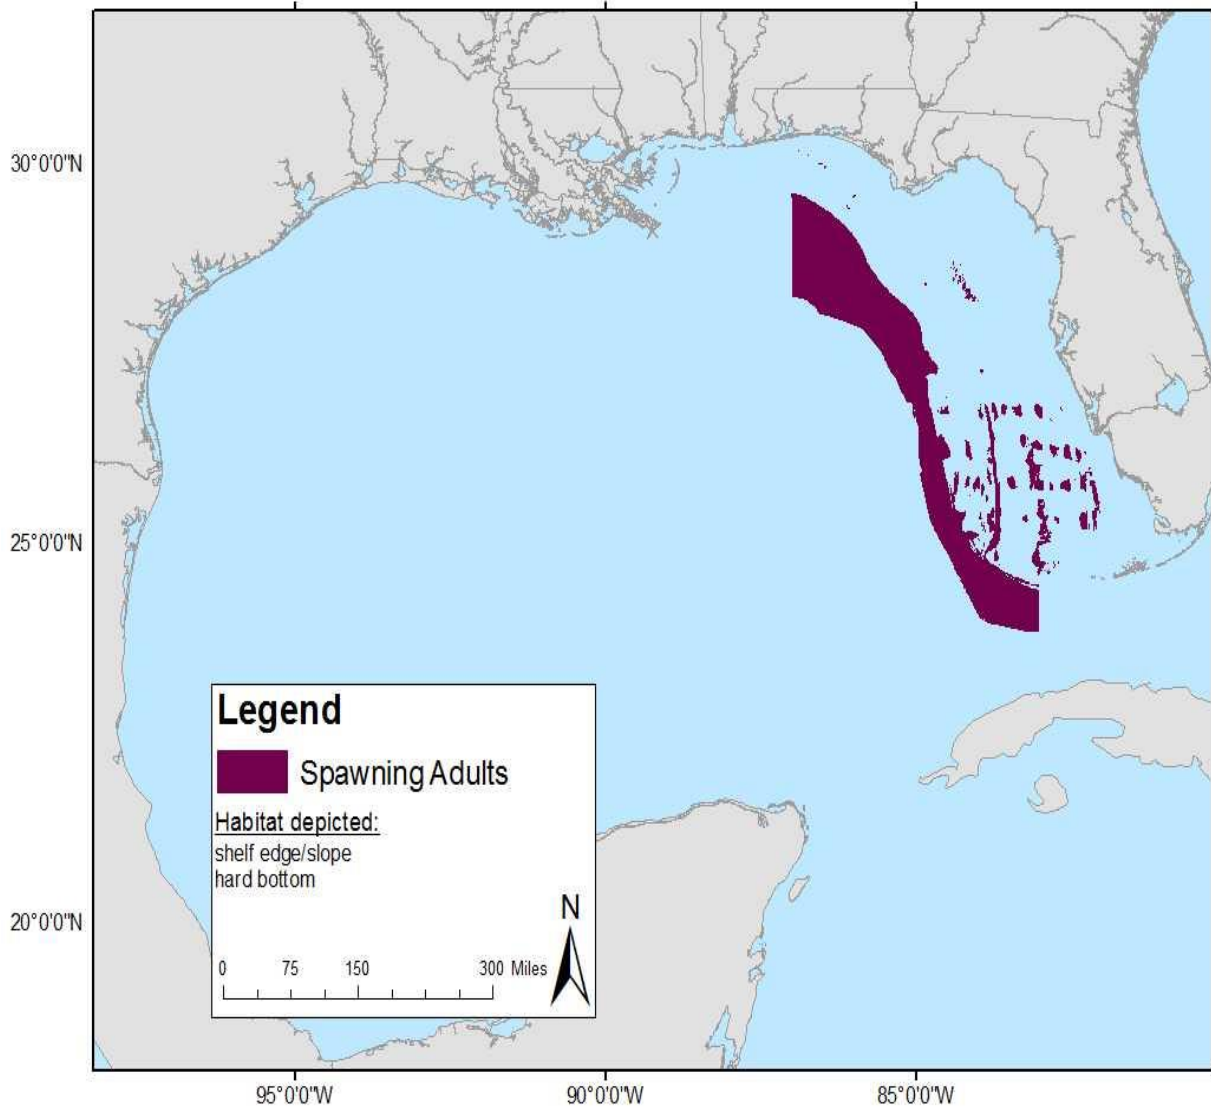 30°0'0"N
25°0'0"N
20°0'0"N
Legend
Spawning Adults
Habitat depicted:
shelf edge/slope
hard bottom
N
0 75 150 300 Miles
95°0'0"W 90°0'0"W 85°0'0"W